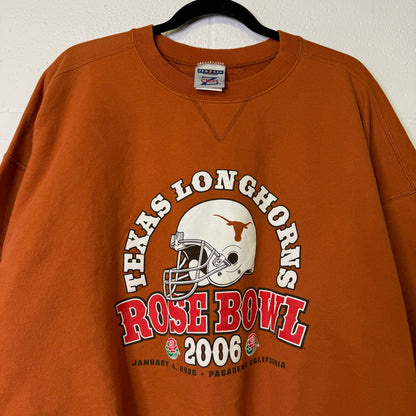 TEXAS LONGHORNS
ROSE BOWL
2006
JANUARY 4, 2006 • PASADENA CALIFORNIA